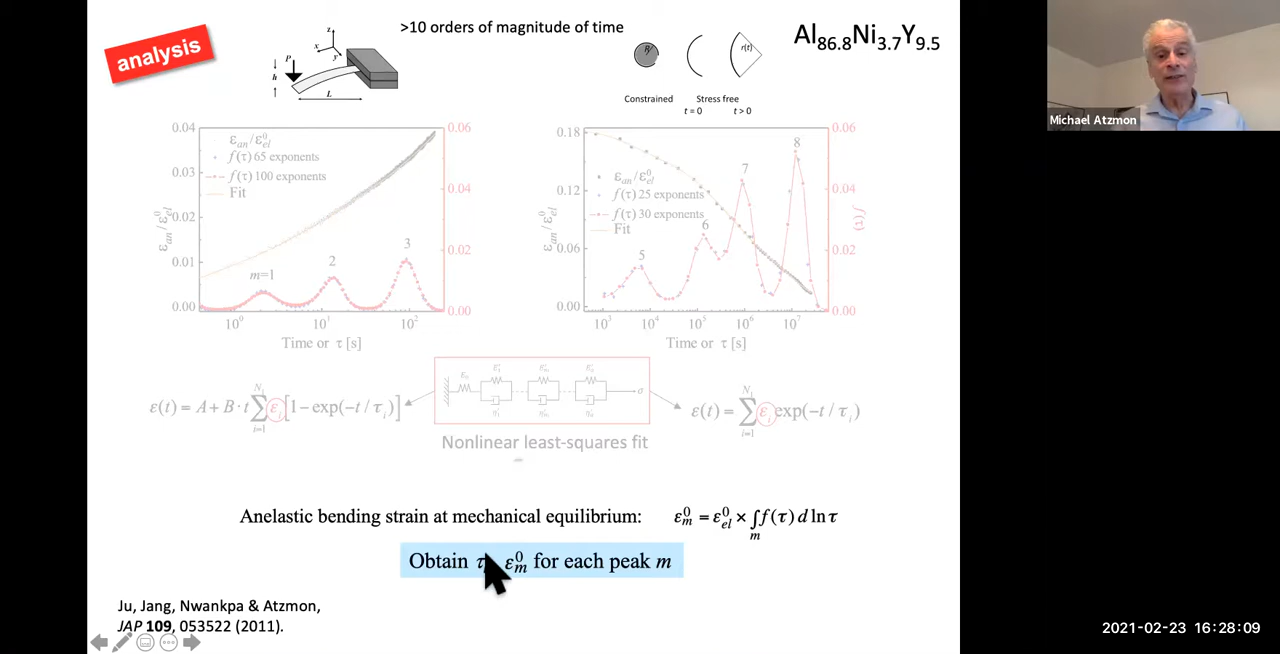 analysis
>10 orders of magnitude of time
Al86.8Ni3.7Y9.5
z
x
y
P
h
L
R
r(t)
Constrained
Stress free
t = 0
t > 0
Michael Atzmon
0.04
0.03
0.02
0.01
0.00
εan/ε⁰el
εan/ε⁰el
f(τ) 65 exponents
f(τ) 100 exponents
Fit
m=1
2
3
0.06
0.04
0.02
0.00
10⁰
10¹
10²
Time or τ [s]
0.18
0.12
0.06
0.00
εan/ε⁰el
εan/ε⁰el
f(τ) 25 exponents
f(τ) 30 exponents
Fit
5
6
7
8
0.06
0.04
0.02
0.00
f(τ)
10³
10⁴
10⁵
10⁶
10⁷
Time or τ [s]
ε(t) = A + B·t ∑ εi [1 − exp(−t / τi)]
i=1
σ
ε(t) = ∑ εi exp(−t / τi)
i=1
Nonlinear least-squares fit
Anelastic bending strain at mechanical equilibrium: ε⁰m = ε⁰el × ∫m f(τ) d ln τ
Obtain τ ε⁰m for each peak m
Ju, Jang, Nwankpa & Atzmon,
JAP 109, 053522 (2011).
2021-02-23 16:28:09